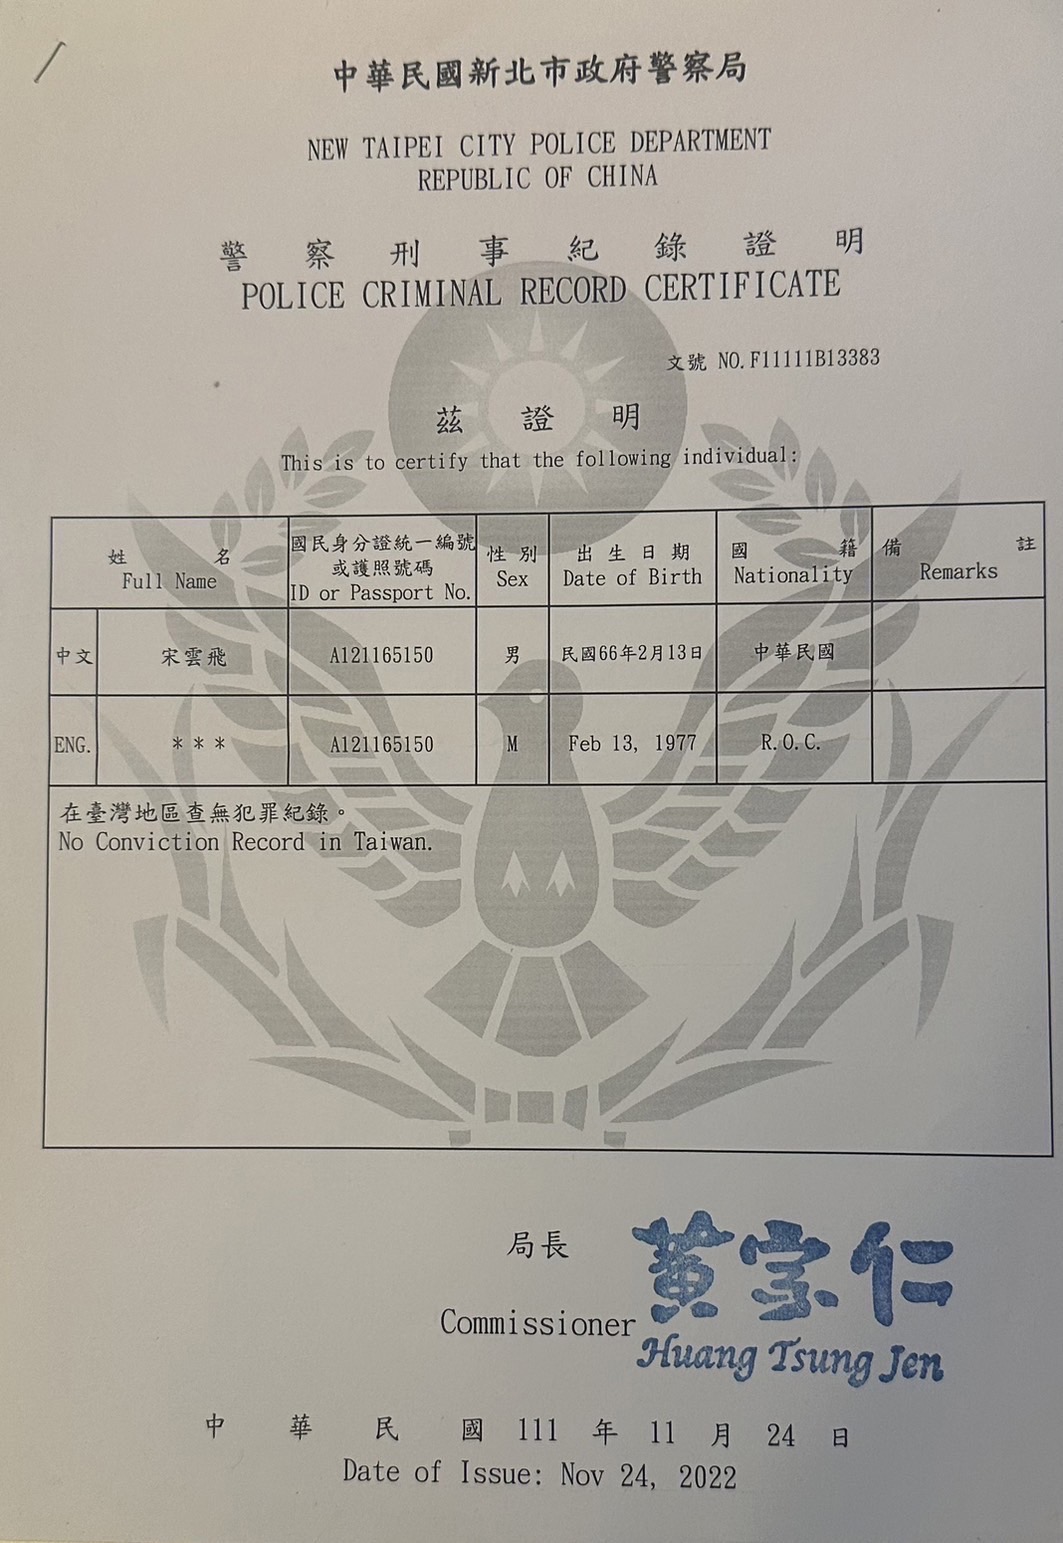 中華民國新北市政府警察局
NEW TAIPEI CITY POLICE DEPARTMENT
REPUBLIC OF CHINA
警察刑事紀錄證明
POLICE CRIMINAL RECORD CERTIFICATE
文號 NO.F11111B13383
茲證明
This is to certify that the following individual:
姓名
Full Name
國民身分證統一編號
或護照號碼
ID or Passport No.
性別
Sex
出生日期
Date of Birth
國籍
Nationality
備註
Remarks
中文 宋雲飛 A121165150 男 民國66年2月13日 中華民國
ENG. *** A121165150 M Feb 13, 1977 R.O.C.
在臺灣地區查無犯罪紀錄。
No Conviction Record in Taiwan.
局長 黃宗仁
Commissioner Huang Tsung Jen
中華民國 111 年 11 月 24 日
Date of Issue: Nov 24, 2022